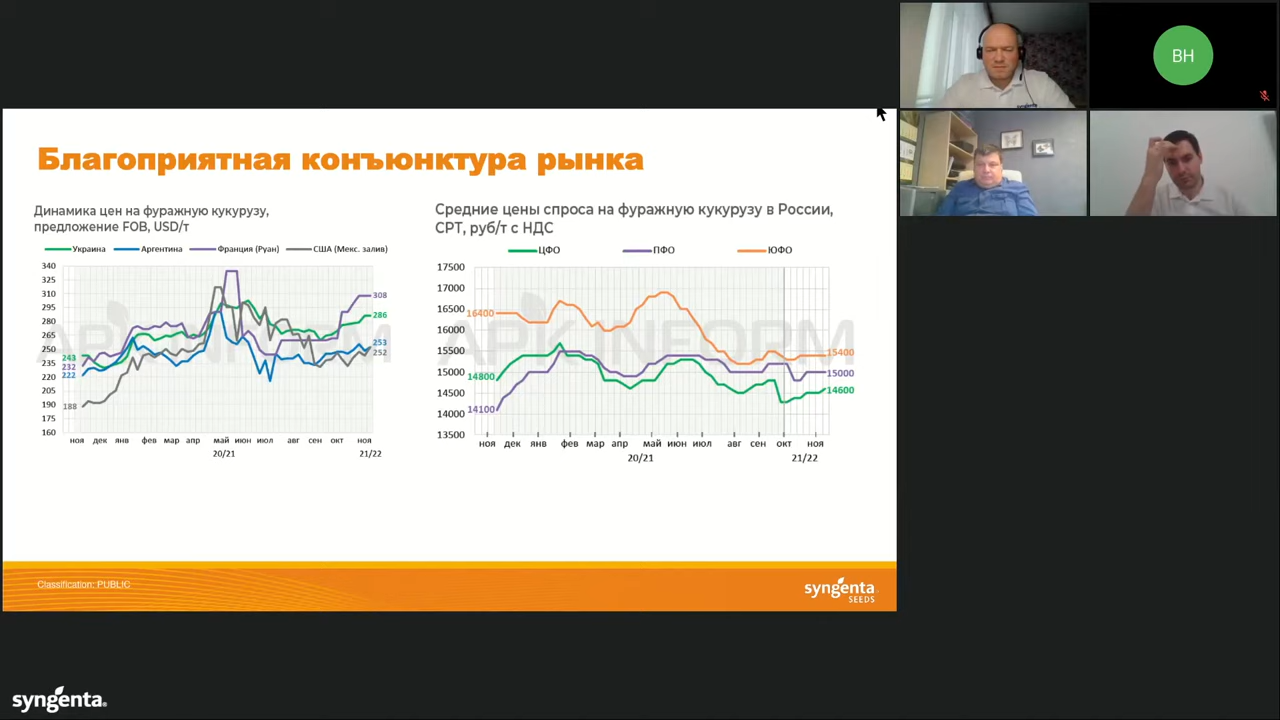 ВН
Благоприятная конъюнктура рынка
Динамика цен на фуражную кукурузу,
предложение FOB, USD/т
Украина Аргентина Франция (Руан) США (Мекс. залив)
340
325
310
295
280
265
250
235
220
205
190
175
160
243
232
222
188
308
286
253
252
ноя дек янв фев мар апр май июн июл авг сен окт ноя
20/21 21/22
Средние цены спроса на фуражную кукурузу в России,
СРТ, руб/т с НДС
ЦФО ПФО ЮФО
17500
17000
16500
16000
15500
15000
14500
14000
13500
16400
14800
14100
15400
15000
14600
ноя дек янв фев мар апр май июн июл авг сен окт ноя
20/21 21/22
APK-INFORM
APK-INFORM
Classification: PUBLIC
syngenta
SEEDS
syngenta
syngenta